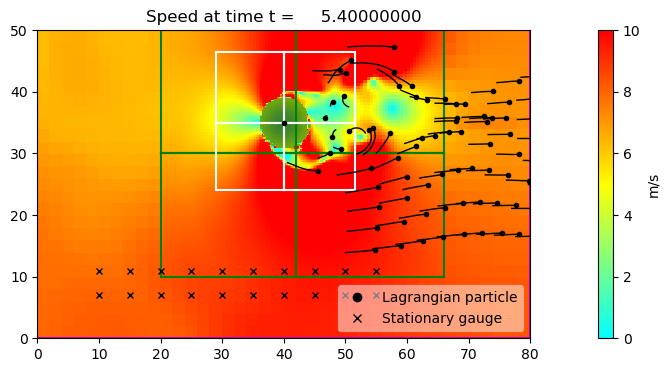 Speed at time t = 5.40000000
50
40
30
20
10
0
0 10 20 30 40 50 60 70 80
Lagrangian particle
Stationary gauge
10
8
6
4
2
0
m/s